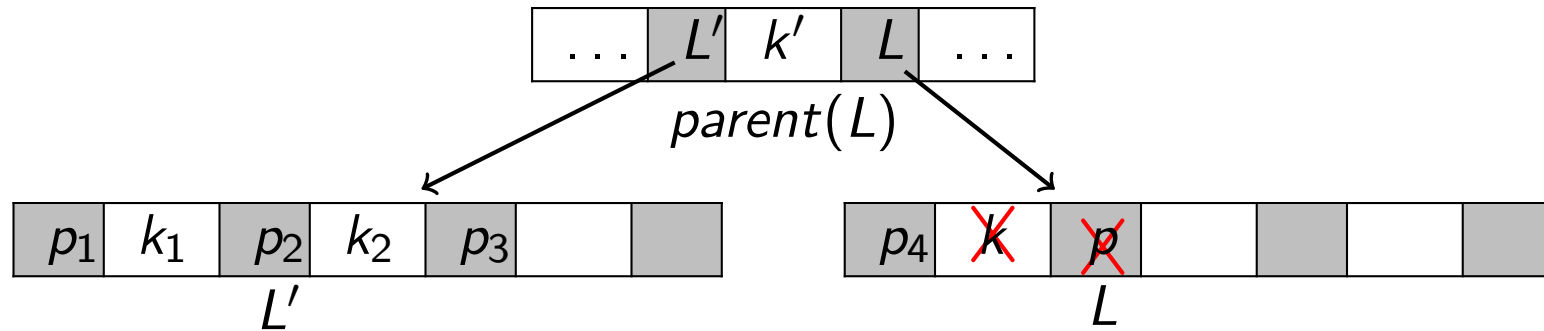 . . . L′ k′ L . . .
parent(L)
p₁ k₁ p₂ k₂ p₃ p₄ k p
L′ L